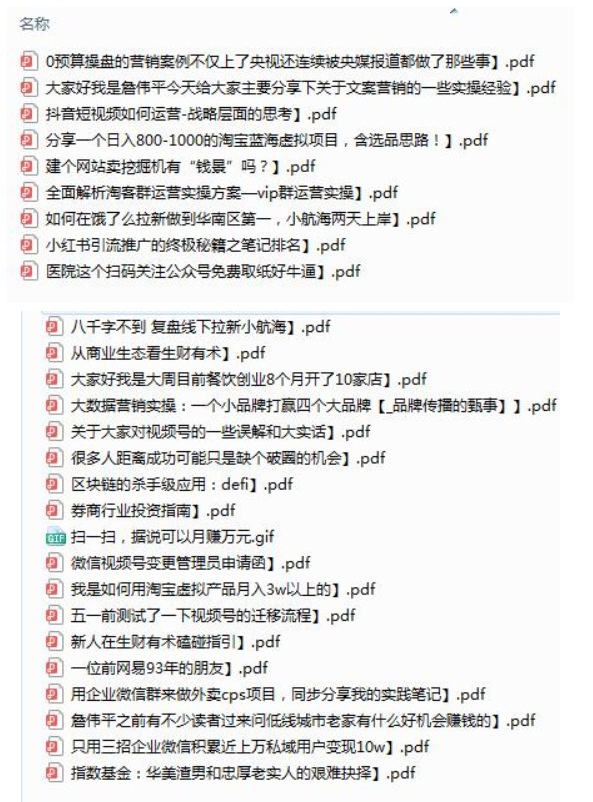 名称
0预算操盘的营销案例不仅上了央视还连续被央媒报道都做了那些事】.pdf
大家好我是詹伟平今天给大家主要分享下关于文案营销的一些实操经验】.pdf
抖音短视频如何运营-战略层面的思考】.pdf
分享一个日入800-1000的淘宝蓝海虚拟项目，含选品思路！】.pdf
建个网站卖挖掘机有“钱景”吗？】.pdf
全面解析淘客群运营实操方案—vip群运营实操】.pdf
如何在饿了么拉新做到华南区第一，小航海两天上岸】.pdf
小红书引流推广的终极秘籍之笔记排名】.pdf
医院这个扫码关注公众号免费取纸好牛逼】.pdf
八千字不到 复盘线下拉新小航海】.pdf
从商业生态看生财有术】.pdf
大家好我是大周目前餐饮创业8个月开了10家店】.pdf
大数据营销实操：一个小品牌打赢四个大品牌【_品牌传播的甄事】】.pdf
关于大家对视频号的一些误解和大实话】.pdf
很多人距离成功可能只是缺个破圈的机会】.pdf
区块链的杀手级应用：defi】.pdf
券商行业投资指南】.pdf
GIF 扫一扫，据说可以月赚万元.gif
微信视频号变更管理员申请函】.pdf
我是如何用淘宝虚拟产品月入3w以上的】.pdf
五一前测试了一下视频号的迁移流程】.pdf
新人在生财有术磕碰指引】.pdf
一位前网易93年的朋友】.pdf
用企业微信群来做外卖cps项目，同步分享我的实践笔记】.pdf
詹伟平之前有不少读者过来问低线城市老家有什么好机会赚钱的】.pdf
只用三招企业微信积累近上万私域用户变现10w】.pdf
指数基金：华美渣男和忠厚老实人的艰难抉择】.pdf